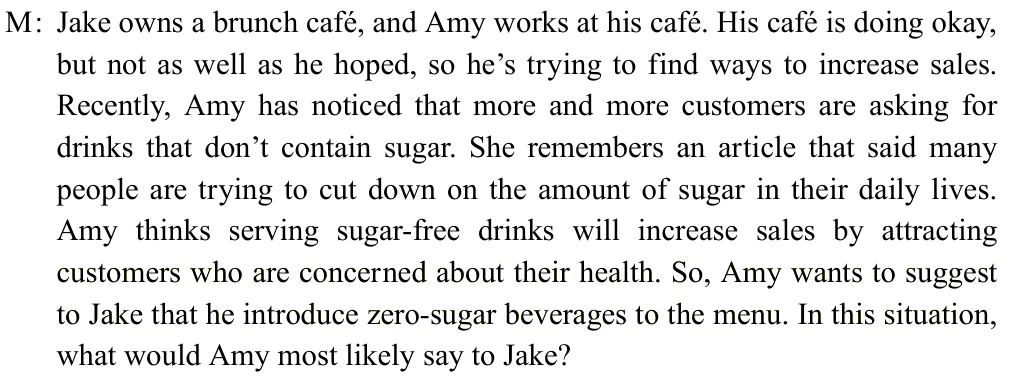 M: Jake owns a brunch café, and Amy works at his café. His café is doing okay,
but not as well as he hoped, so he's trying to find ways to increase sales.
Recently, Amy has noticed that more and more customers are asking for
drinks that don't contain sugar. She remembers an article that said many
people are trying to cut down on the amount of sugar in their daily lives.
Amy thinks serving sugar-free drinks will increase sales by attracting
customers who are concerned about their health. So, Amy wants to suggest
to Jake that he introduce zero-sugar beverages to the menu. In this situation,
what would Amy most likely say to Jake?